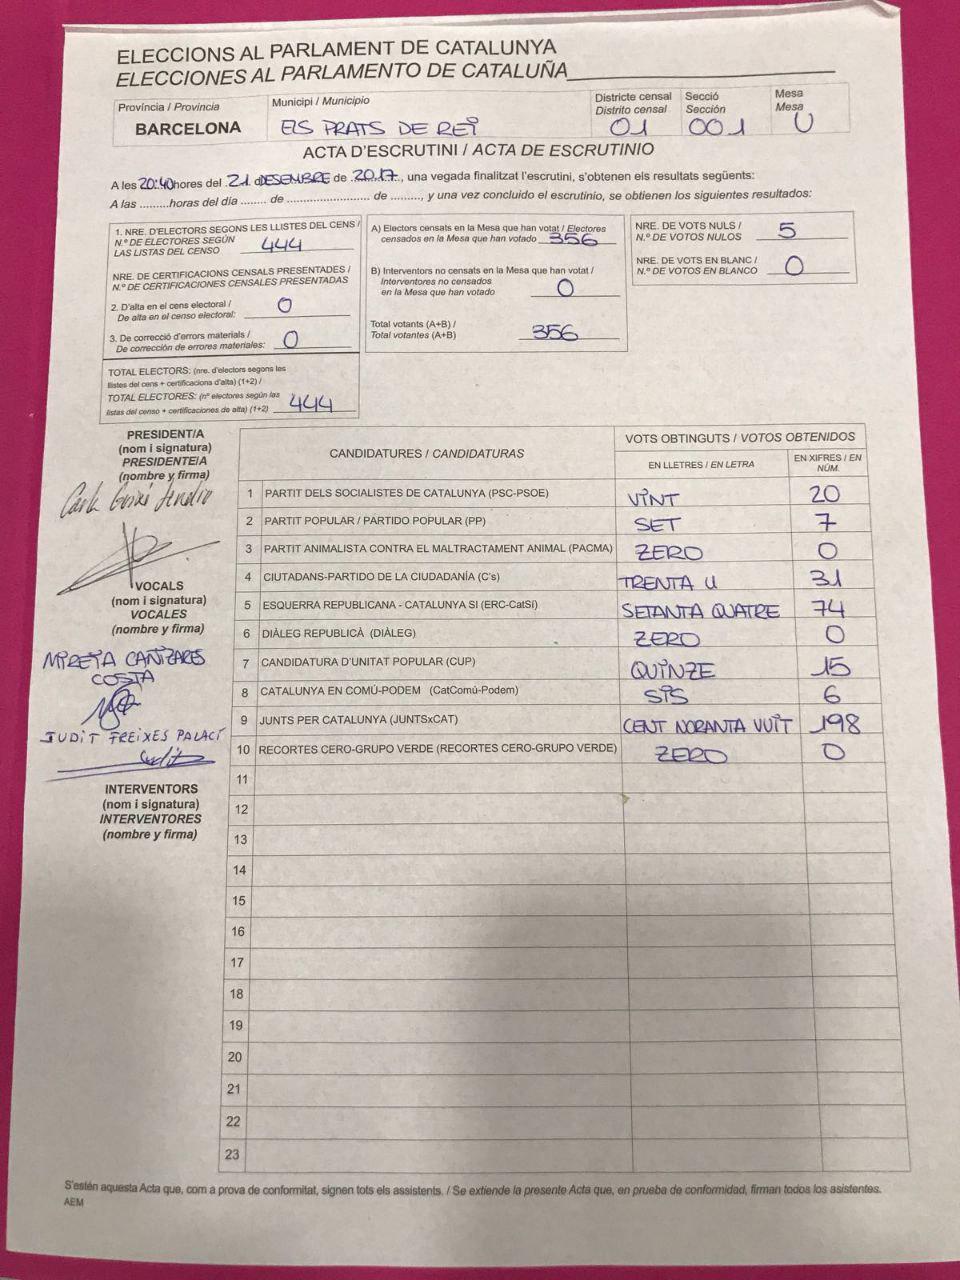 ELECCIONS AL PARLAMENT DE CATALUNYA
ELECCIONES AL PARLAMENTO DE CATALUÑA
Província / Provincia
BARCELONA
Municipi / Municipio
ELS PRATS DE REI
Districte censal
Distrito censal
01
Secció
Sección
001
Mesa
Mesa
U
ACTA D'ESCRUTINI / ACTA DE ESCRUTINIO
A les 20:40 hores del 21 d DESEMBRE de 2017, una vegada finalitzat l'escrutini, s'obtenen els resultats següents:
A las .........horas del día ........ de ......................... de ........., y una vez concluido el escrutinio, se obtienen los siguientes resultados:
1. NRE. D'ELECTORS SEGONS LES LLISTES DEL CENS /
N.º DE ELECTORES SEGÚN
LAS LISTAS DEL CENSO 444
NRE. DE CERTIFICACIONS CENSALS PRESENTADES /
N.º DE CERTIFICACIONES CENSALES PRESENTADAS
2. D'alta en el cens electoral /
De alta en el censo electoral: 0
3. De correcció d'errors materials /
De corrección de errores materiales: 0
TOTAL ELECTORS: (nre. d'electors segons les
llistes del cens + certificaciona d'alta) (1+2) /
TOTAL ELECTORES: (nº electores según las
listas del censo + certificaciones de alta) (1+2) 444
A) Electors censats en la Mesa que han votat / Electores
censados en la Mesa que han votado 356
B) Interventors no censats en la Mesa que han votat /
Interventores no censados
en la Mesa que han votado 0
Total votants (A+B) /
Total votantes (A+B) 356
NRE. DE VOTS NULS /
N.º DE VOTOS NULOS 5
NRE. DE VOTS EN BLANC /
N.º DE VOTOS EN BLANCO 0
PRESIDENT/A
(nom i signatura)
PRESIDENTE/A
(nombre y firma)
VOCALS
(nom i signatura)
VOCALES
(nombre y firma)
MIREIA CAÑIZARES
COSTA
JUDIT FREIXES PALACÍ
Judit
INTERVENTORS
(nom i signatura)
INTERVENTORES
(nombre y firma)
CANDIDATURES / CANDIDATURAS
VOTS OBTINGUTS / VOTOS OBTENIDOS
EN LLETRES / EN LETRA
EN XIFRES / EN NÚM.
1 PARTIT DELS SOCIALISTES DE CATALUNYA (PSC-PSOE) VINT 20
2 PARTIT POPULAR / PARTIDO POPULAR (PP) SET 7
3 PARTIT ANIMALISTA CONTRA EL MALTRACTAMENT ANIMAL (PACMA) ZERO 0
4 CIUTADANS-PARTIDO DE LA CIUDADANÍA (C's) TRENTA U 31
5 ESQUERRA REPUBLICANA - CATALUNYA SI (ERC-CatSí) SETANTA QUATRE 74
6 DIÀLEG REPUBLICÀ (DIÀLEG) ZERO 0
7 CANDIDATURA D'UNITAT POPULAR (CUP) QUINZE 15
8 CATALUNYA EN COMÚ-PODEM (CatComú-Podem) SIS 6
9 JUNTS PER CATALUNYA (JUNTSxCAT) CENT NORANTA VUIT 198
10 RECORTES CERO-GRUPO VERDE (RECORTES CERO-GRUPO VERDE) ZERO 0
11
12
13
14
15
16
17
18
19
20
21
22
23
S'estén aquesta Acta que, com a prova de conformitat, signen tots els assistents. / Se extiende la presente Acta que, en prueba de conformidad, firman todos los asistentes.
AEM